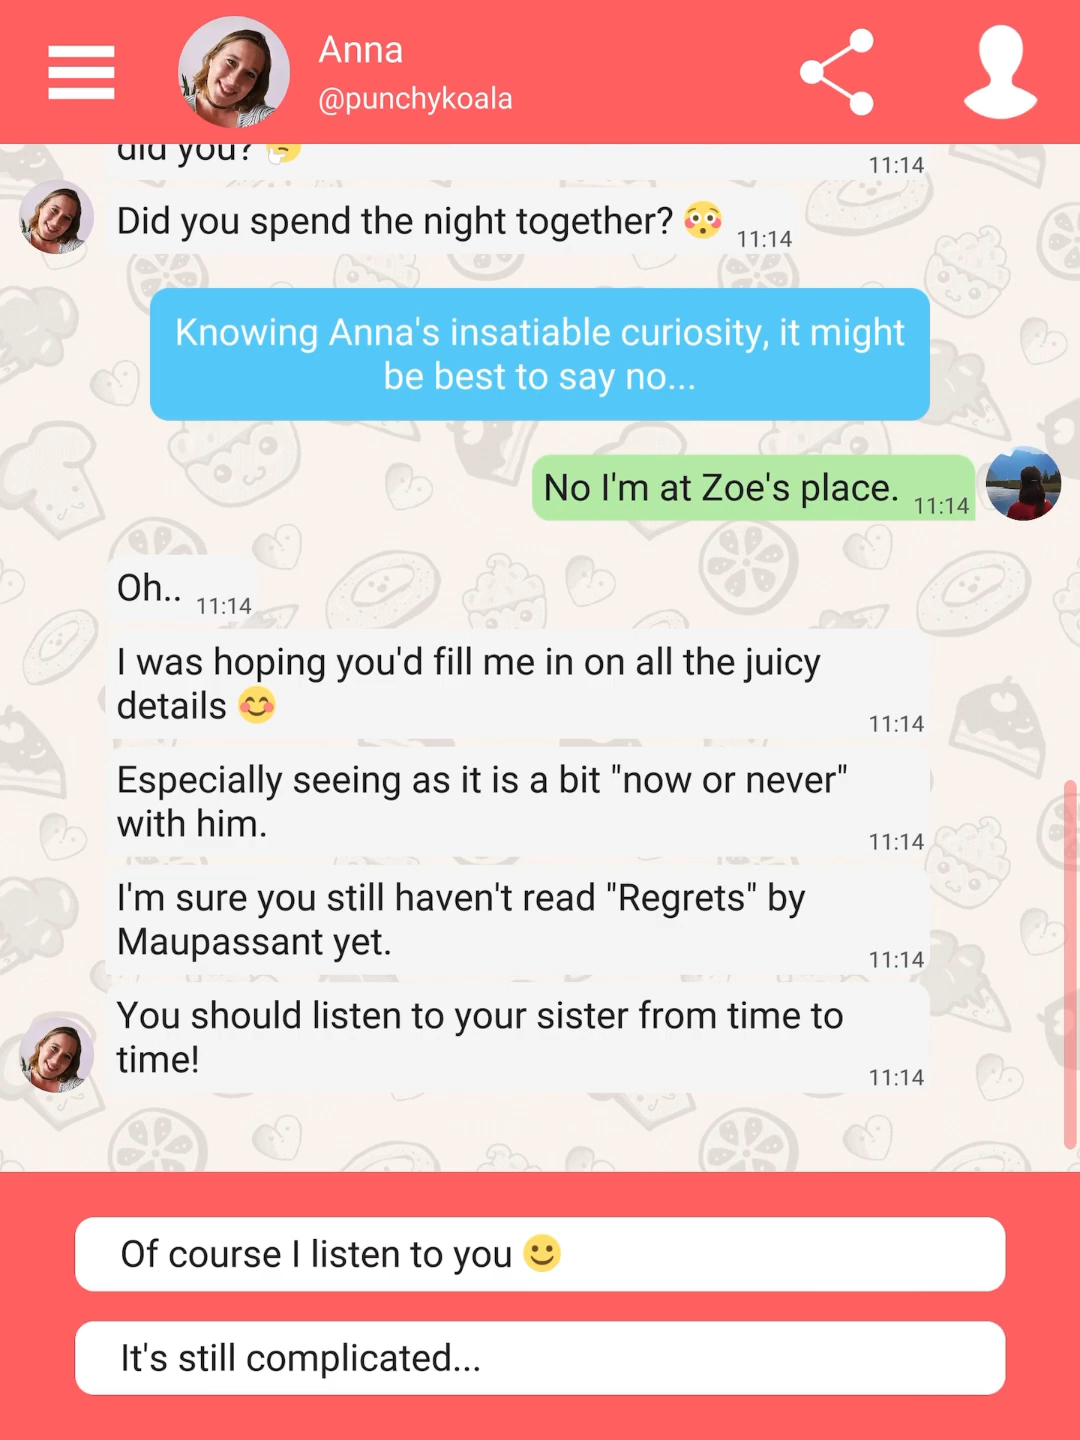 Anna
@punchykoala
did you? 🤔
11:14
Did you spend the night together? 😳
11:14
Knowing Anna's insatiable curiosity, it might
be best to say no...
No I'm at Zoe's place.
11:14
Oh..
11:14
I was hoping you'd fill me in on all the juicy
details 😊
11:14
Especially seeing as it is a bit "now or never"
with him.
11:14
I'm sure you still haven't read "Regrets" by
Maupassant yet.
11:14
You should listen to your sister from time to
time!
11:14
Of course I listen to you 🙂
It's still complicated...